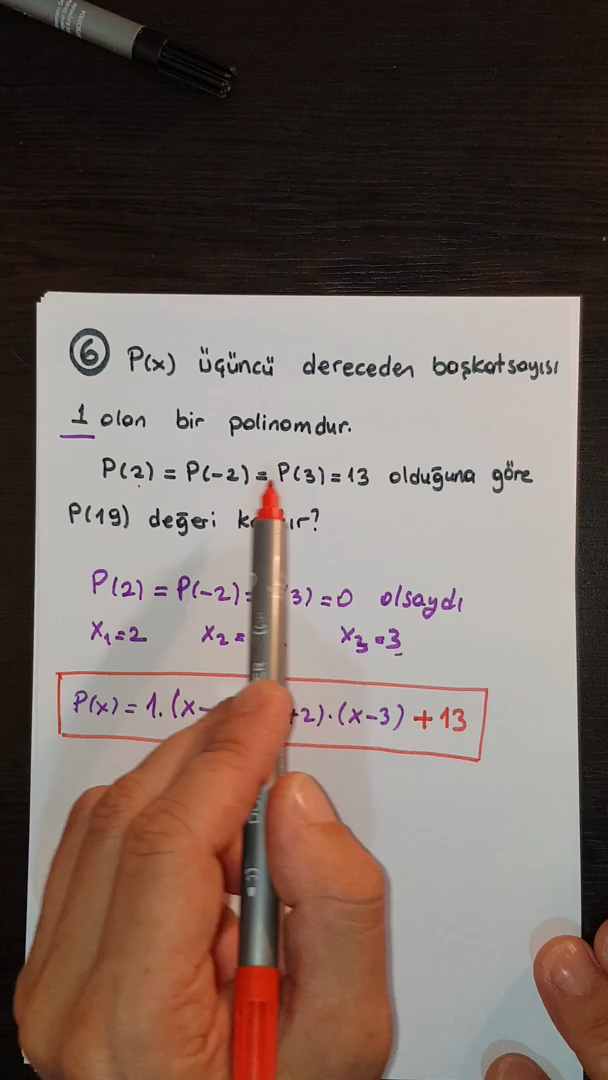 6 P(x) üçüncü dereceden başkatsayısı
1 olan bir polinomdur.
P(2) = P(-2) = P(3) = 13 olduğuna göre
P(19) değeri ?
P(2) = P(-2) = 3) = 0 olsaydı
x₁ = 2 x₂ = x₃ = 3
P(x) = 1.(x- +2).(x-3) + 13